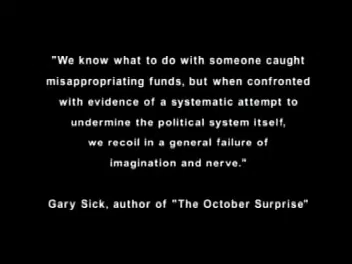 "We know what to do with someone caught
misappropriating funds, but when confronted
with evidence of a systematic attempt to
undermine the political system itself,
we recoil in a general failure of
imagination and nerve."
Gary Sick, author of "The October Surprise"